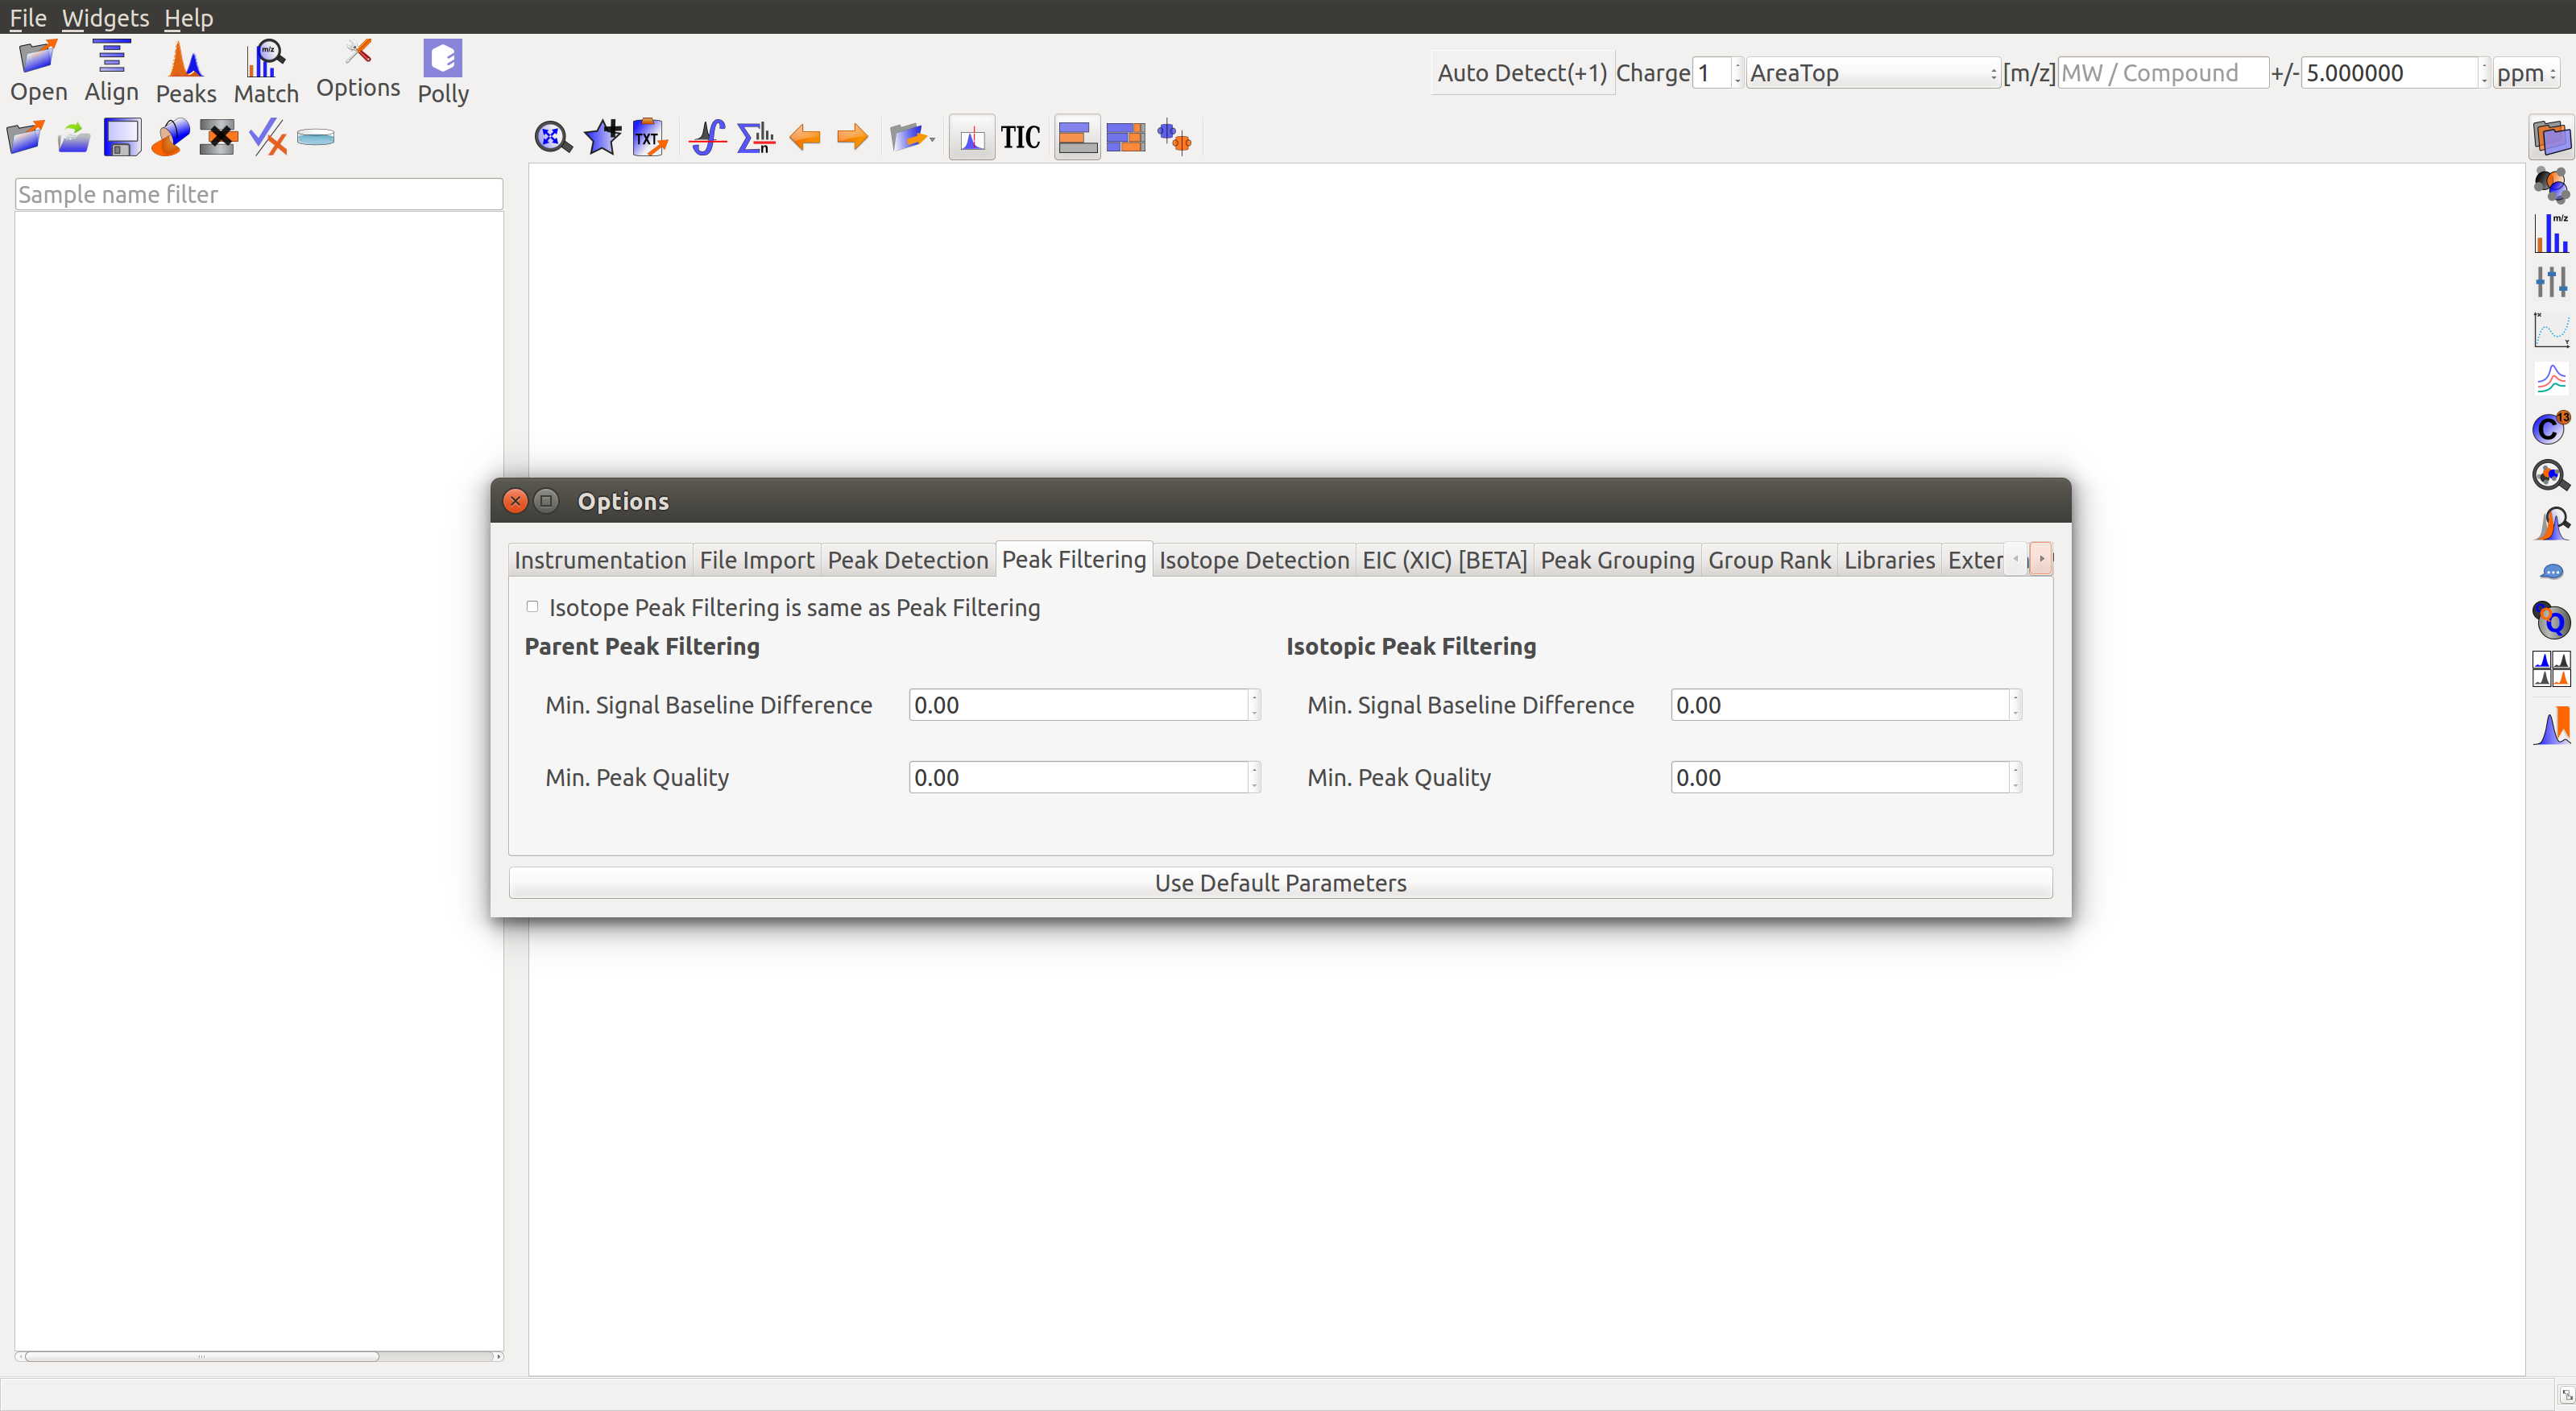 File Widgets Help
Open Align Peaks Match Options Polly
Auto Detect(+1) Charge 1 AreaTop [m/z] MW / Compound +/- 5.000000 ppm
TXT n TIC
Sample name filter
m/z
x
Y
C 13
Q
Options
Instrumentation File Import Peak Detection Peak Filtering Isotope Detection EIC (XIC) [BETA] Peak Grouping Group Rank Libraries Exter
Isotope Peak Filtering is same as Peak Filtering
Parent Peak Filtering Isotopic Peak Filtering
Min. Signal Baseline Difference 0.00 Min. Signal Baseline Difference 0.00
Min. Peak Quality 0.00 Min. Peak Quality 0.00
Use Default Parameters